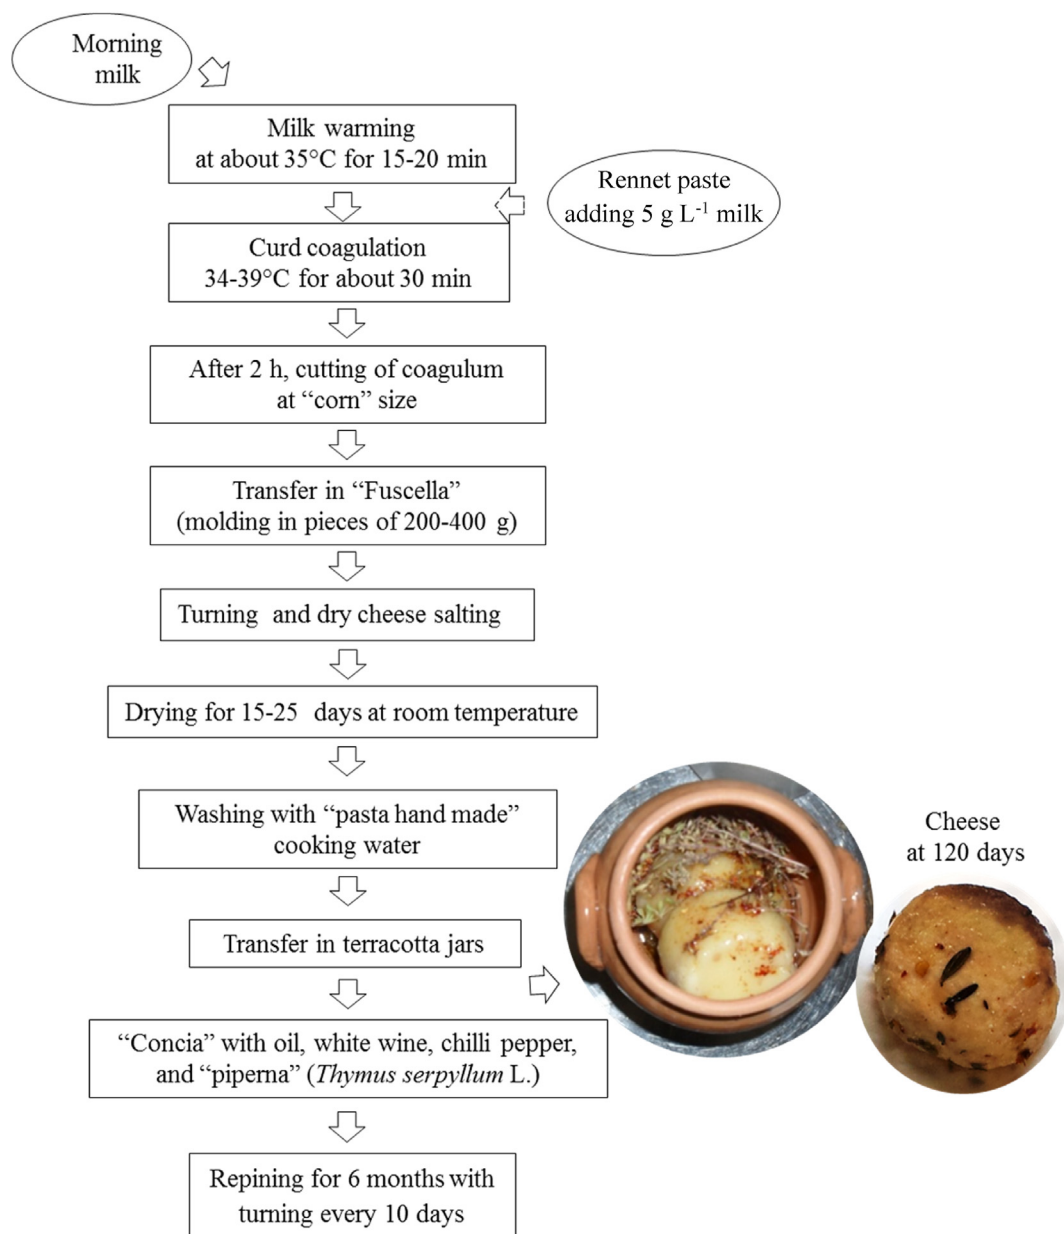 Morning
milk
Milk warming
at about 35°C for 15-20 min
Rennet paste
adding 5 g L⁻¹ milk
Curd coagulation
34-39°C for about 30 min
After 2 h, cutting of coagulum
at “corn” size
Transfer in “Fuscella”
(molding in pieces of 200-400 g)
Turning and dry cheese salting
Drying for 15-25 days at room temperature
Washing with “pasta hand made”
cooking water
Cheese
at 120 days
Transfer in terracotta jars
“Concia” with oil, white wine, chilli pepper,
and “piperna” (Thymus serpyllum L.)
Repining for 6 months with
turning every 10 days